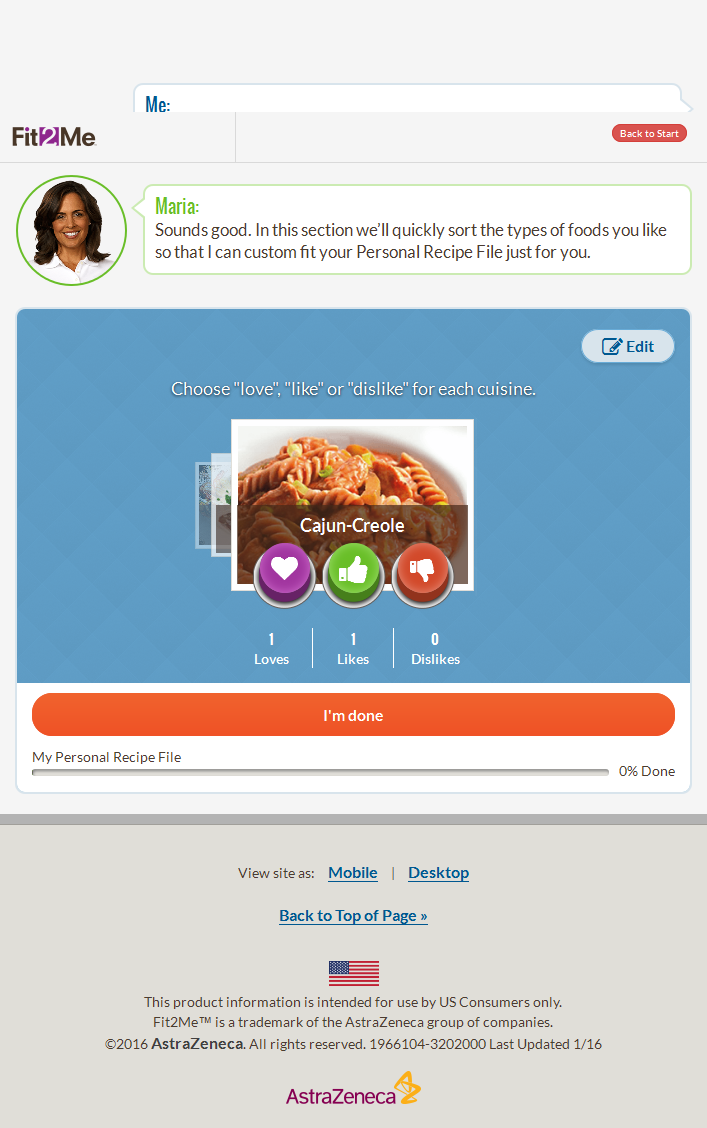 Me:
Fit2Me
Back to Start
Maria:
Sounds good. In this section we'll quickly sort the types of foods you like
so that I can custom fit your Personal Recipe File just for you.
Edit
Choose "love", "like" or "dislike" for each cuisine.
Cajun-Creole
1
Loves
1
Likes
0
Dislikes
I'm done
My Personal Recipe File
0% Done
View site as: Mobile | Desktop
Back to Top of Page »
This product information is intended for use by US Consumers only.
Fit2Me™ is a trademark of the AstraZeneca group of companies.
©2016 AstraZeneca. All rights reserved. 1966104-3202000 Last Updated 1/16
AstraZeneca